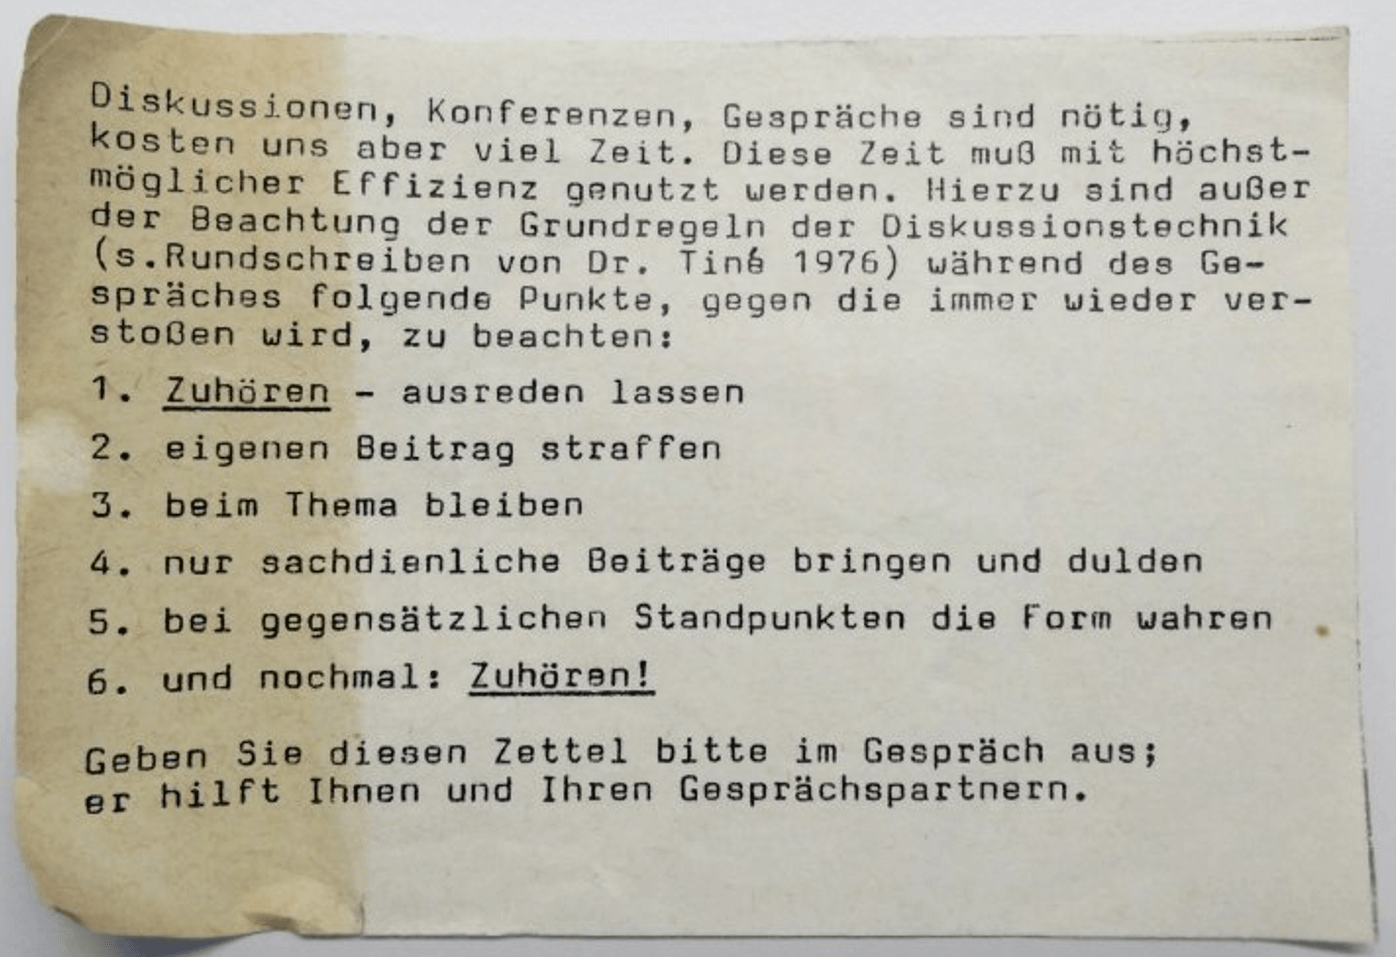 Diskussionen, Konferenzen, Gespräche sind nötig,
kosten uns aber viel Zeit. Diese Zeit muß mit höchst-
möglicher Effizienz genutzt werden. Hierzu sind außer
der Beachtung der Grundregeln der Diskussionstechnik
(s.Rundschreiben von Dr. Tiné 1976) während des Ge-
spräches folgende Punkte, gegen die immer wieder ver-
stoßen wird, zu beachten:
1. Zuhören - ausreden lassen
2. eigenen Beitrag straffen
3. beim Thema bleiben
4. nur sachdienliche Beiträge bringen und dulden
5. bei gegensätzlichen Standpunkten die Form wahren
6. und nochmal: Zuhören!
Geben Sie diesen Zettel bitte im Gespräch aus;
er hilft Ihnen und Ihren Gesprächspartnern.